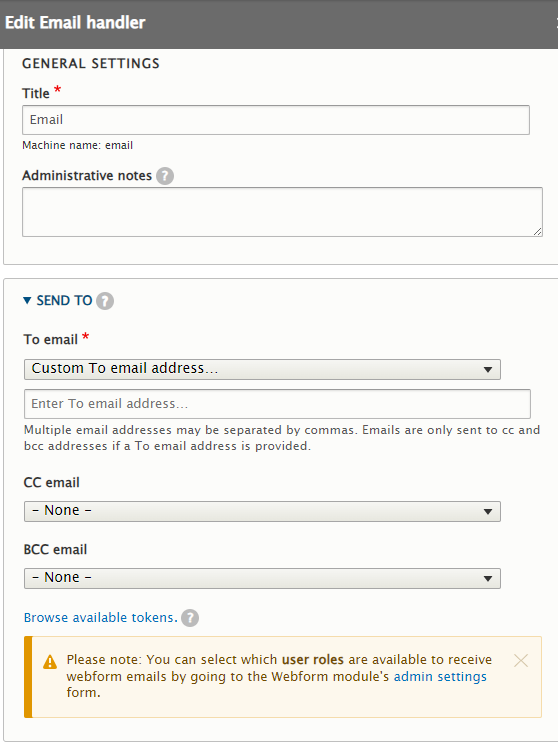 Edit Email handler
GENERAL SETTINGS
Title *
Email
Machine name: email
Administrative notes ?
▼ SEND TO ?
To email *
Custom To email address...
Enter To email address...
Multiple email addresses may be separated by commas. Emails are only sent to cc and
bcc addresses if a To email address is provided.
CC email
- None -
BCC email
- None -
Browse available tokens. ?
Please note: You can select which user roles are available to receive
webform emails by going to the Webform module's admin settings
form.